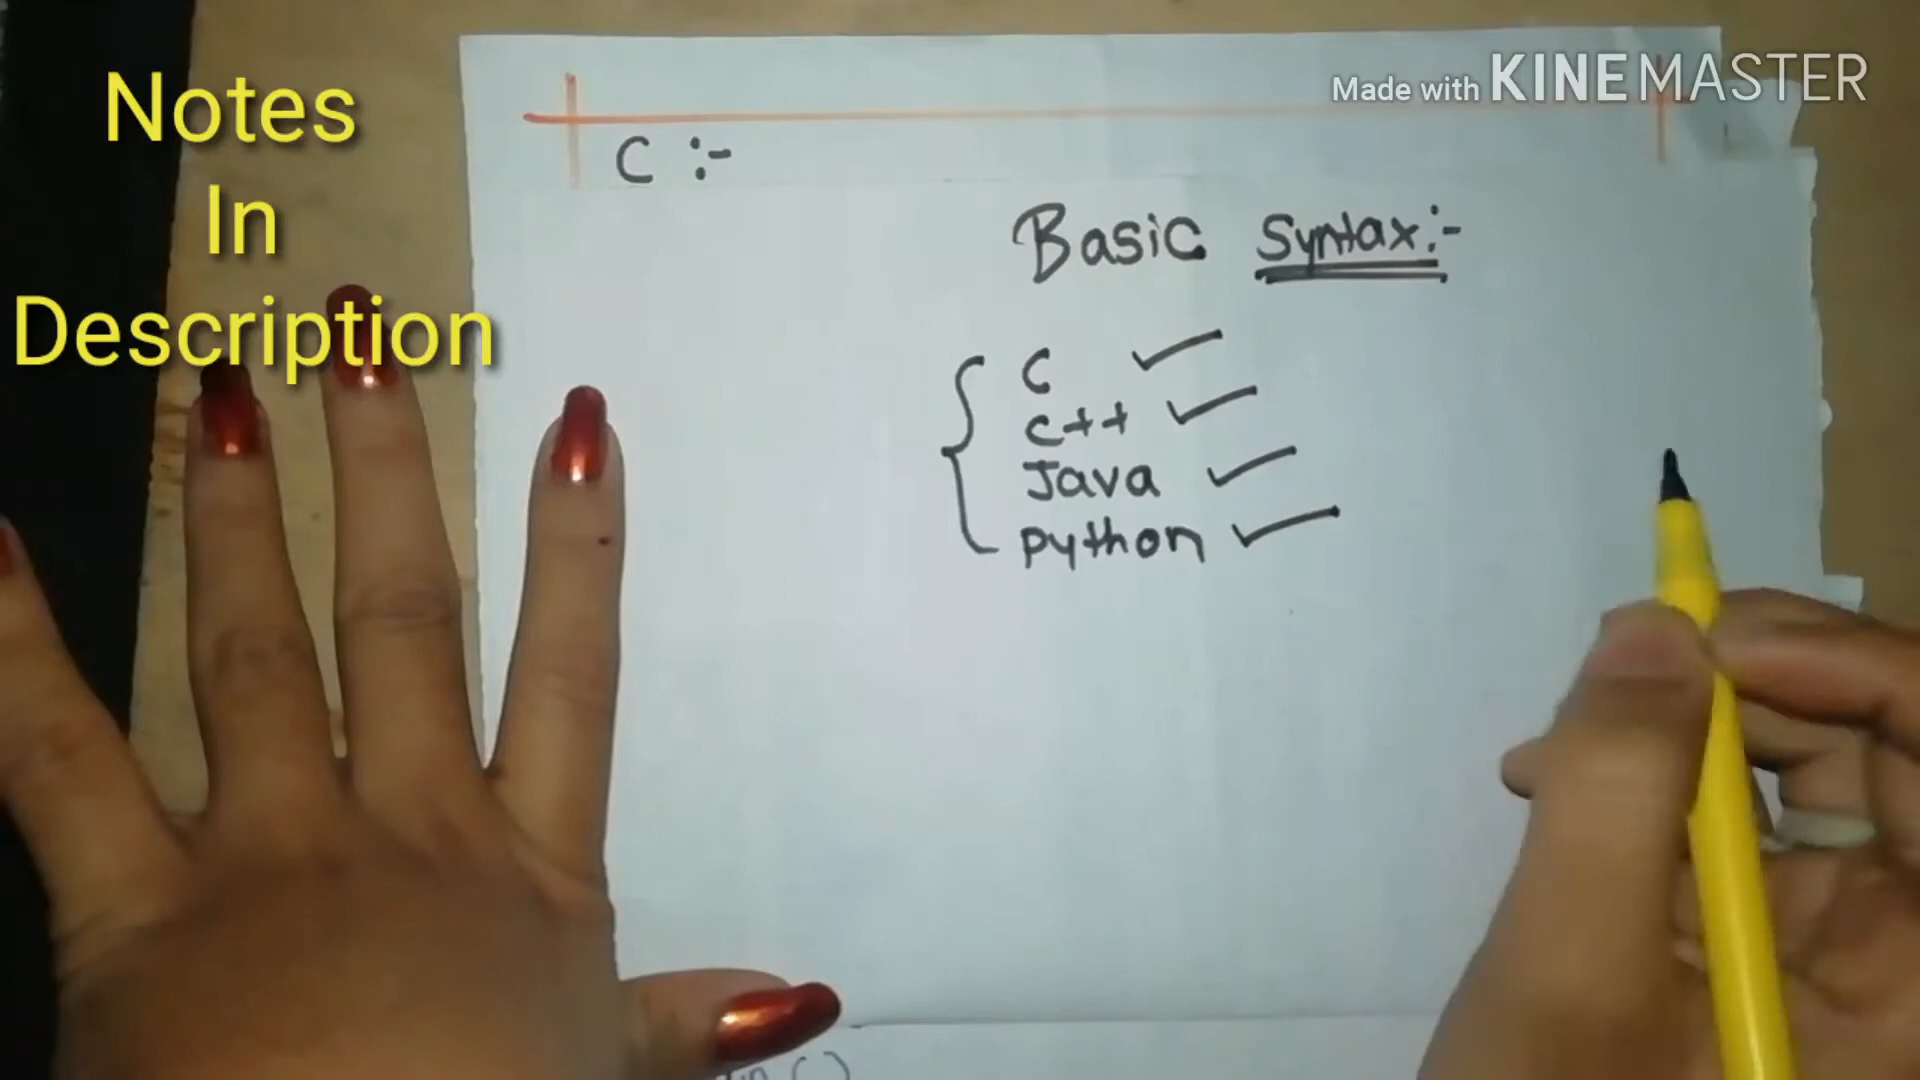 Notes
In
Description
Made with KINEMASTER
C :-
Basic Syntax:-
C
C++
Java
python